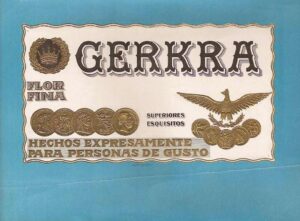 GERKRA
FLOR
FINA
SUPERIORES
ESQUISITOS
HECHOS EXPRESAMENTE
PARA PERSONAS DE GUSTO